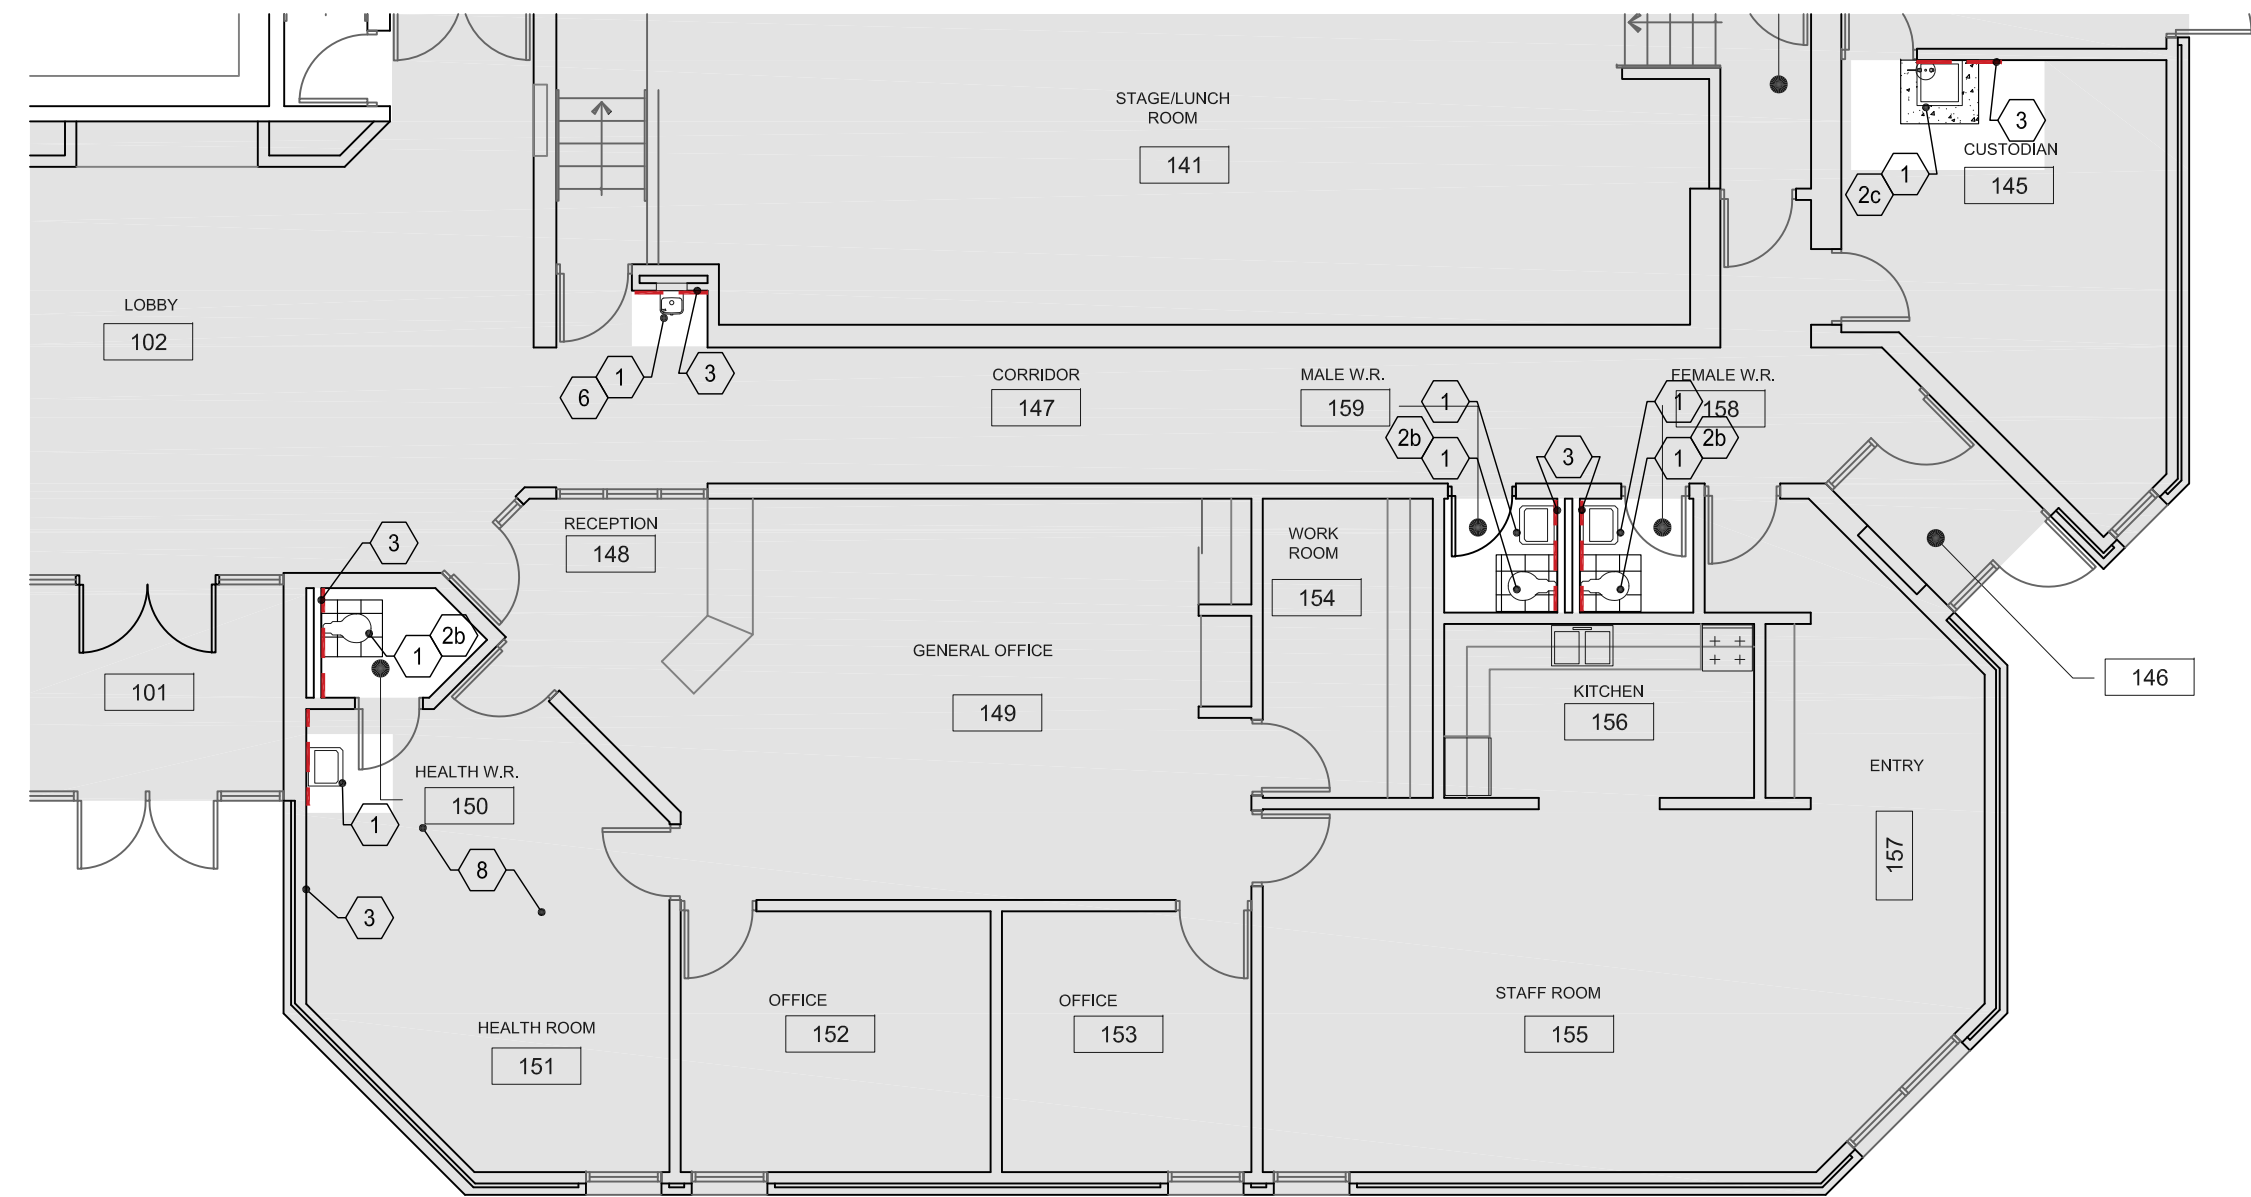 STAGE/LUNCH
ROOM
141
3
CUSTODIAN
145
1
2c
LOBBY
102
1
6
3
CORRIDOR
147
MALE W.R.
159
FEMALE W.R.
158
1
1
2b
1
3
1
2b
RECEPTION
148
3
WORK
ROOM
154
1
2b
GENERAL OFFICE
149
101
KITCHEN
156
146
HEALTH W.R.
150
ENTRY
157
1
8
3
HEALTH ROOM
151
OFFICE
152
OFFICE
153
STAFF ROOM
155